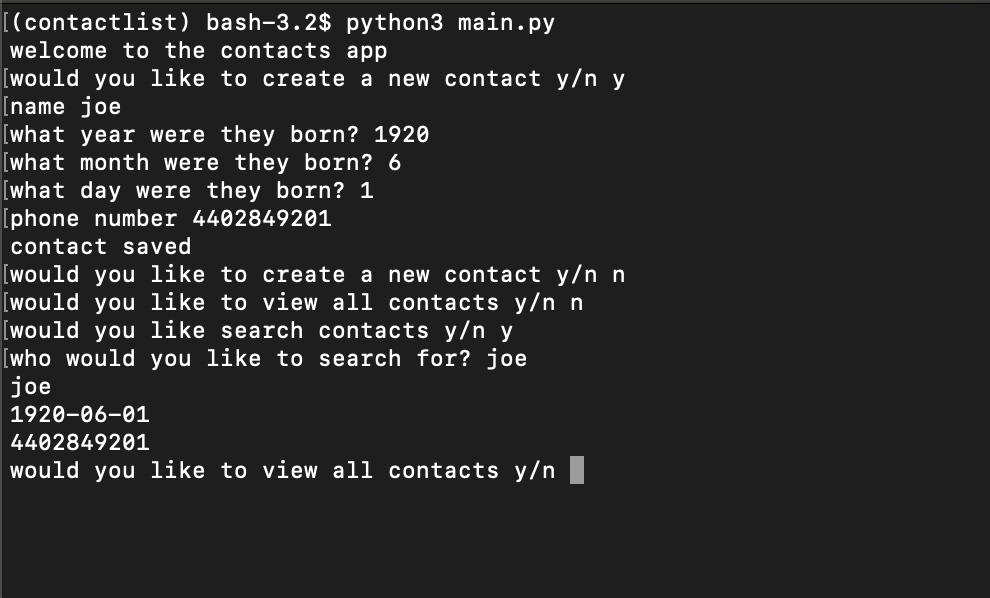 [(contactlist) bash-3.2$ python3 main.py
welcome to the contacts app
[would you like to create a new contact y/n y
[name joe
[what year were they born? 1920
[what month were they born? 6
[what day were they born? 1
[phone number 4402849201
contact saved
[would you like to create a new contact y/n n
[would you like to view all contacts y/n n
[would you like search contacts y/n y
[who would you like to search for? joe
joe
1920-06-01
4402849201
would you like to view all contacts y/n